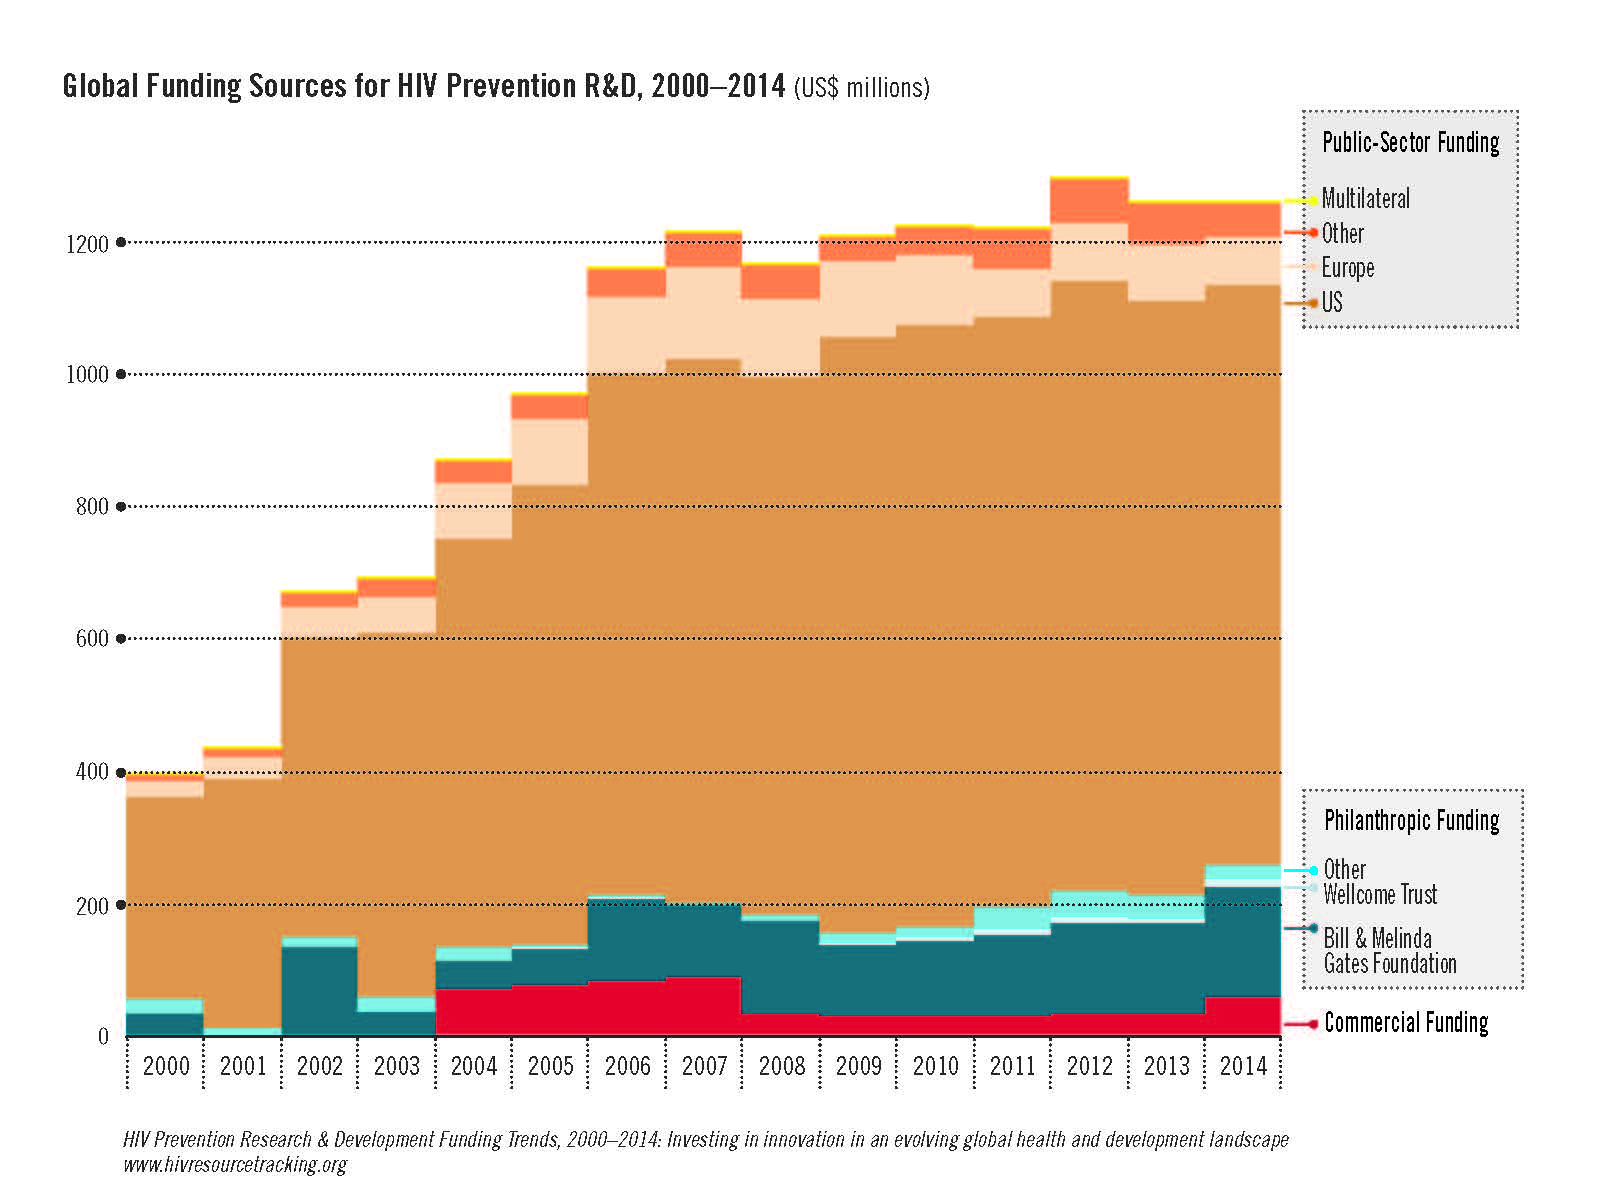 Global Funding Sources for HIV Prevention R&D, 2000–2014 (US$ millions)
Public-Sector Funding
Multilateral
Other
Europe
US
1200
1000
800
600
400
200
0
Philanthropic Funding
Other
Wellcome Trust
Bill & Melinda
Gates Foundation
Commercial Funding
2000 2001 2002 2003 2004 2005 2006 2007 2008 2009 2010 2011 2012 2013 2014
HIV Prevention Research & Development Funding Trends, 2000–2014: Investing in innovation in an evolving global health and development landscape
www.hivresourcetracking.org